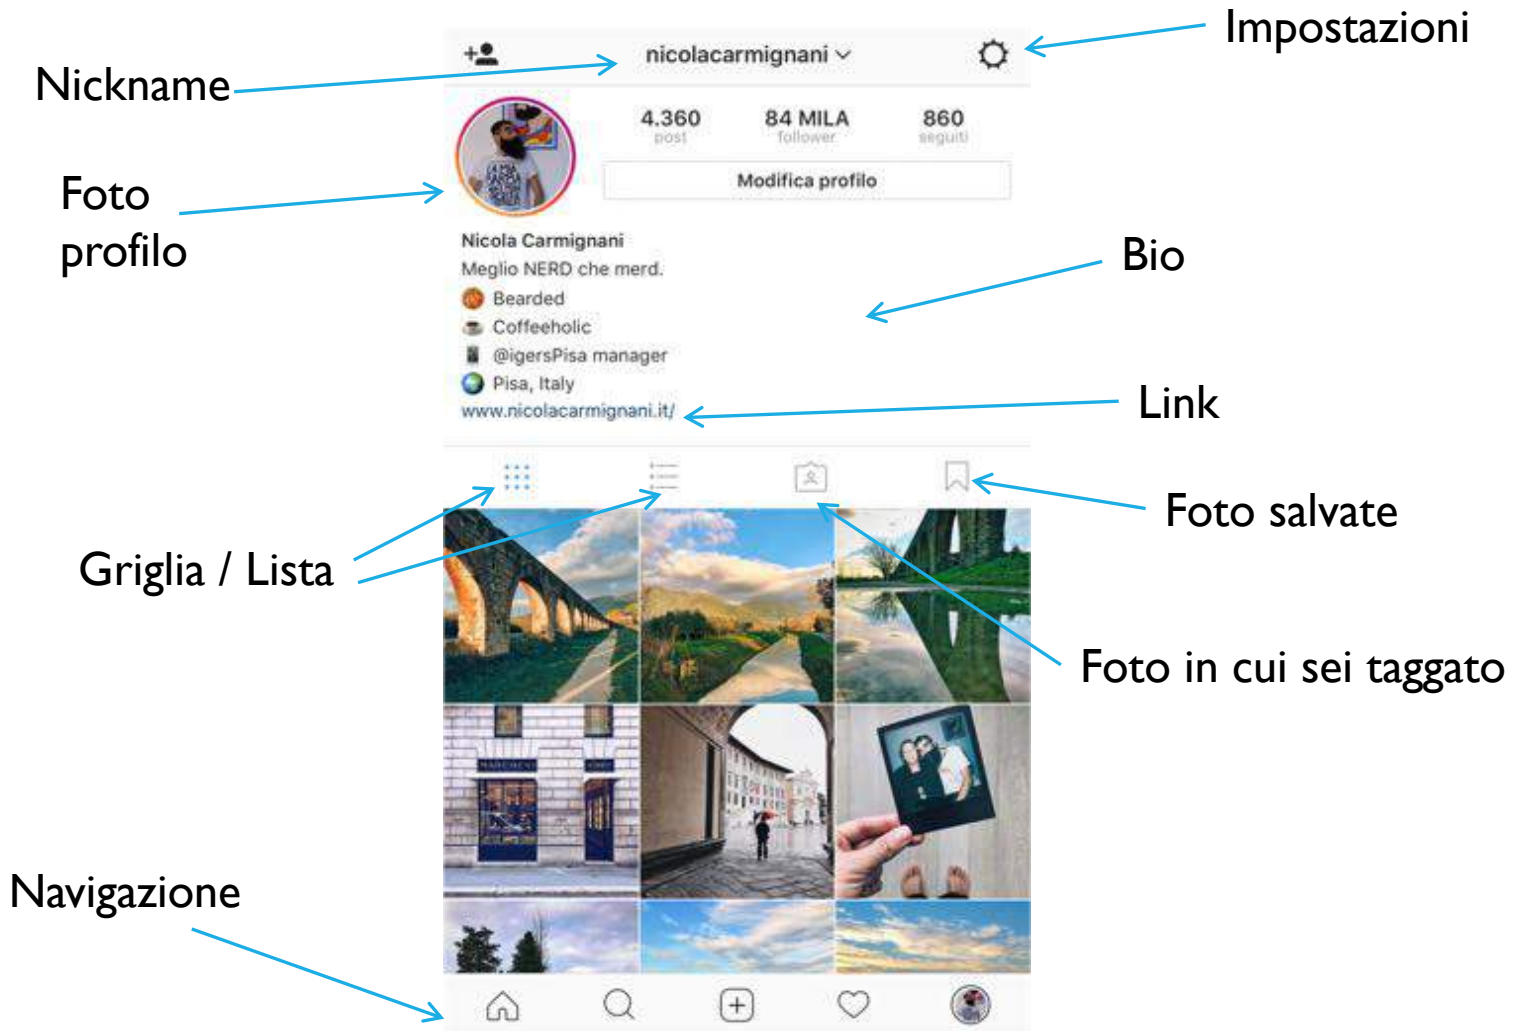 Impostazioni
nicolacarmignani
Nickname
4.360
post
84 MILA
follower
860
seguiti
Modifica profilo
Foto
profilo
Nicola Carmignani
Meglio NERD che merd.
Bearded
Coffeeholic
@igersPisa manager
Pisa, Italy
www.nicolacarmignani.it/
Bio
Link
Foto salvate
Griglia / Lista
Foto in cui sei taggato
Navigazione